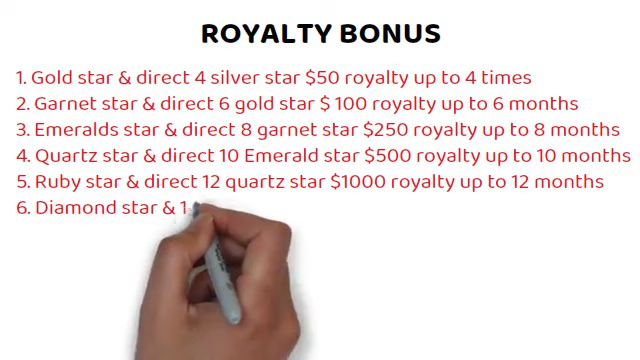 ROYALTY BONUS
1. Gold star & direct 4 silver star $50 royalty up to 4 times
2. Garnet star & direct 6 gold star $ 100 royalty up to 6 months
3. Emeralds star & direct 8 garnet star $250 royalty up to 8 months
4. Quartz star & direct 10 Emerald star $500 royalty up to 10 months
5. Ruby star & direct 12 quartz star $1000 royalty up to 12 months
6. Diamond star & 1